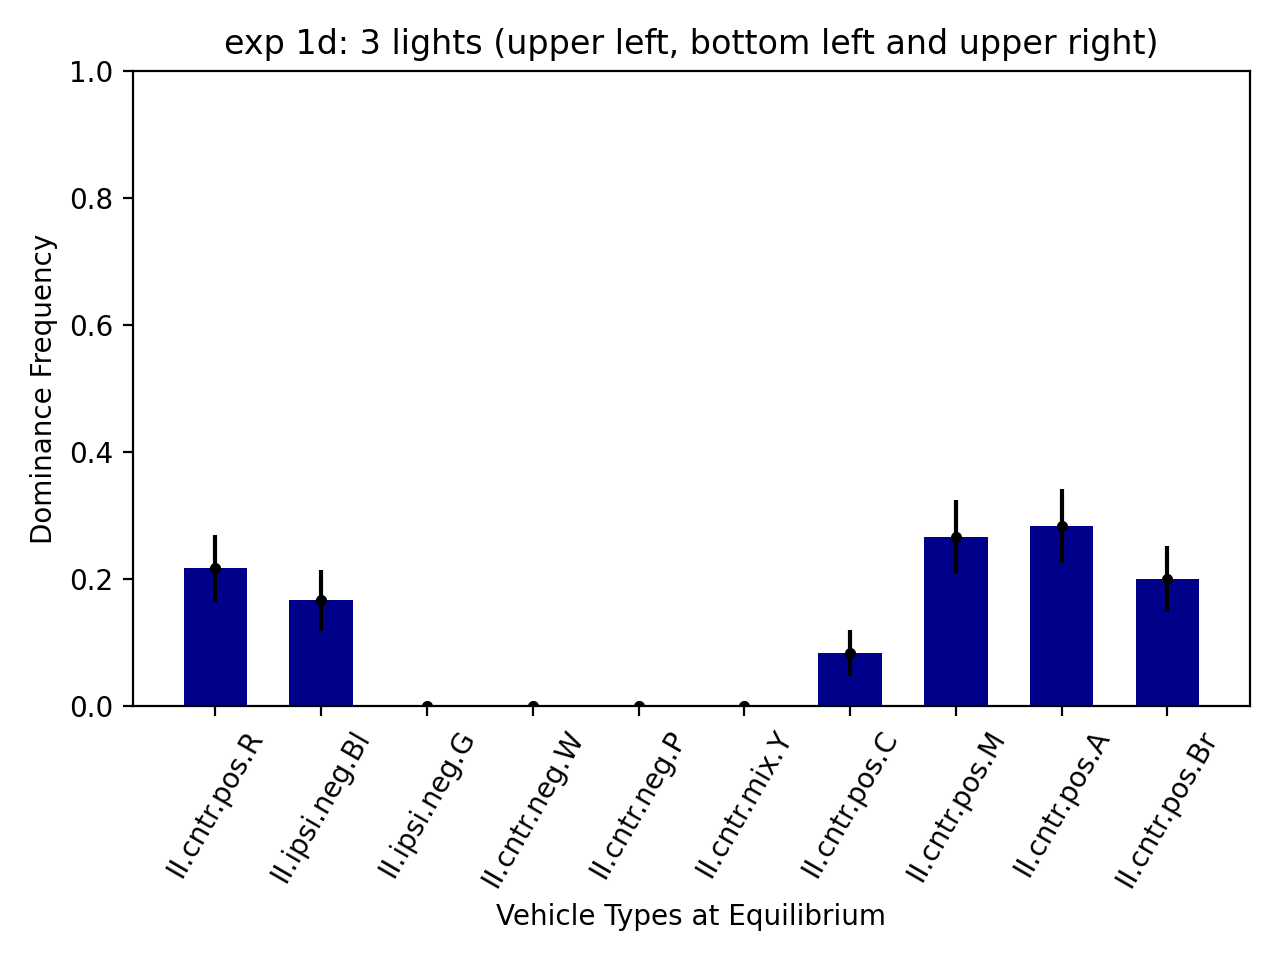 exp 1d: 3 lights (upper left, bottom left and upper right)
Dominance Frequency
1.0
0.8
0.6
0.4
0.2
0.0
II.cntr.pos.R
II.ipsi.neg.Bl
II.ipsi.neg.G
II.cntr.neg.W
II.cntr.neg.P
II.cntr.mix.Y
II.cntr.pos.C
II.cntr.pos.M
II.cntr.pos.A
II.cntr.pos.Br
Vehicle Types at Equilibrium